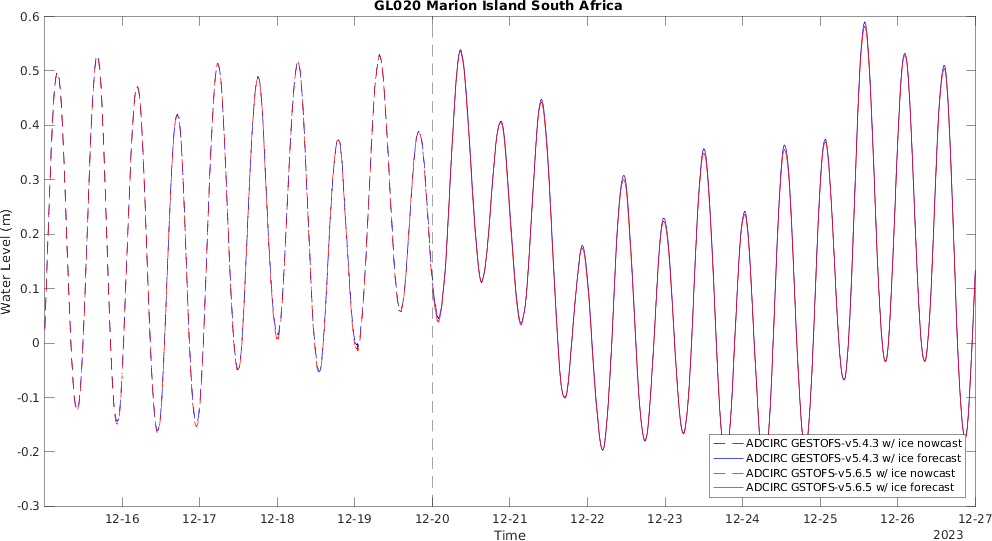 GL020 Marion Island South Africa
0.6
0.5
0.4
0.3
0.2
0.1
0
-0.1
-0.2
-0.3
Water Level (m)
ADCIRC GESTOFS-v5.4.3 w/ ice nowcast
ADCIRC GESTOFS-v5.4.3 w/ ice forecast
ADCIRC GSTOFS-v5.6.5 w/ ice nowcast
ADCIRC GSTOFS-v5.6.5 w/ ice forecast
12-16 12-17 12-18 12-19 12-20 12-21 12-22 12-23 12-24 12-25 12-26 12-27
Time
2023